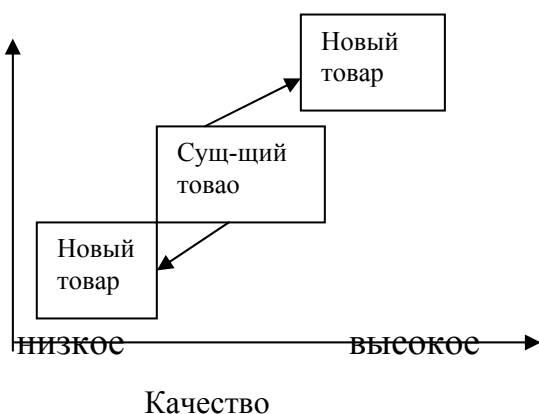 Новый
товар
Сущ-щий
товао
Новый
товар
низкое высокое
Качество